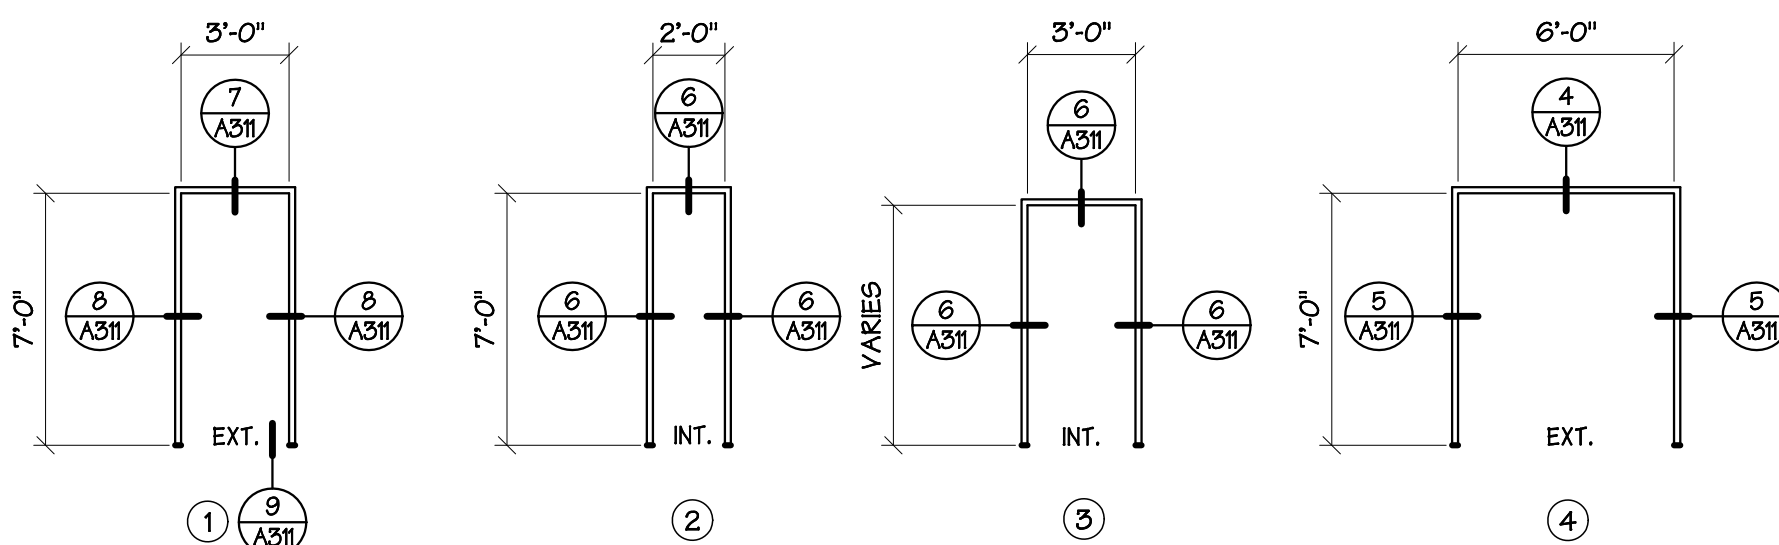 3'-0"
7
A311
7'-0"
8
A311
8
A311
EXT.
9
A311
1
2'-0"
6
A311
7'-0"
6
A311
6
A311
INT.
2
3'-0"
6
A311
VARIES
6
A311
6
A311
INT.
3
6'-0"
4
A311
7'-0"
5
A311
5
A311
EXT.
4